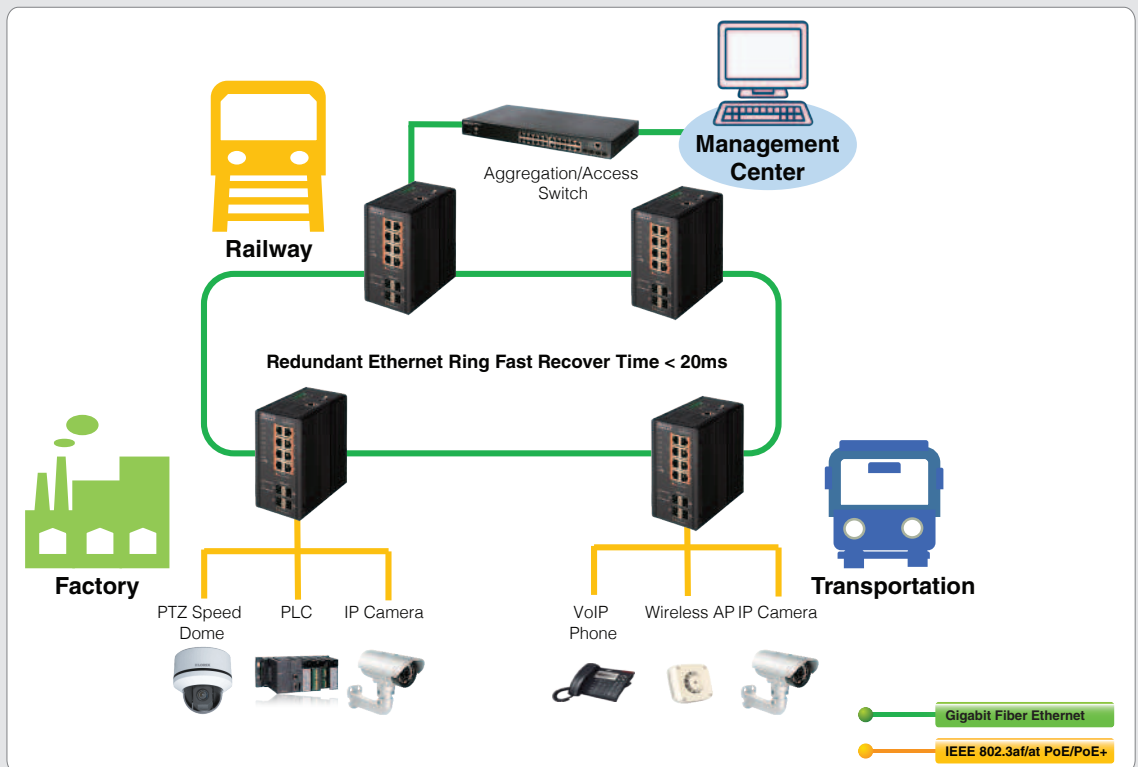 Management
Center
Aggregation/Access
Switch
Railway
Redundant Ethernet Ring Fast Recover Time < 20ms
Factory
Transportation
PTZ Speed
Dome
PLC
IP Camera
VoIP
Phone
Wireless AP
IP Camera
Gigabit Fiber Ethernet
IEEE 802.3af/at PoE/PoE+